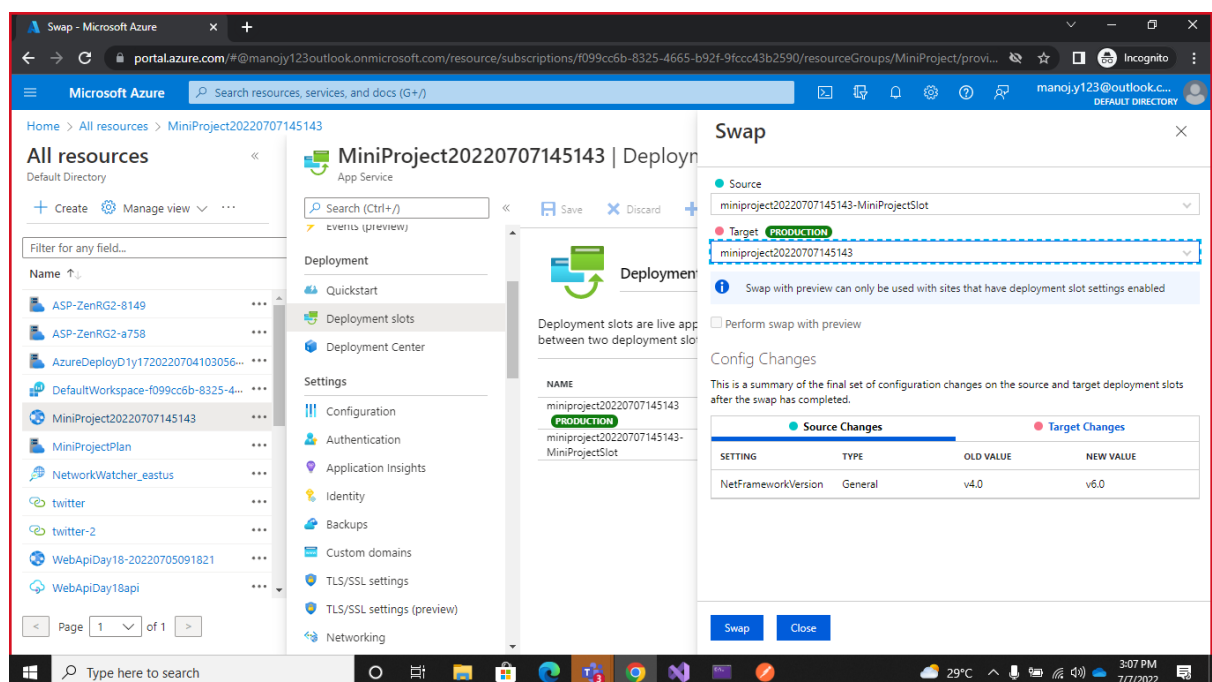 Swap - Microsoft Azure
portal.azure.com/#@manojy123outlook.onmicrosoft.com/resource/subscriptions/f099cc6b-8325-4665-b92f-9fccc43b2590/resourceGroups/MiniProject/provi...
Incognito
Microsoft Azure
Search resources, services, and docs (G+/)
manoj.y123@outlook.c...
DEFAULT DIRECTORY
Home > All resources > MiniProject20220707145143
All resources
Default Directory
Create
Manage view
Filter for any field...
Name
ASP-ZenRG2-8149
ASP-ZenRG2-a758
AzureDeployD1y1720220704103056...
DefaultWorkspace-f099cc6b-8325-4...
MiniProject20220707145143
MiniProjectPlan
NetworkWatcher_eastus
twitter
twitter-2
WebApiDay18-20220705091821
WebApiDay18api
< Page 1 of 1 >
MiniProject20220707145143 | Deployn
App Service
Search (Ctrl+/)
Events (preview)
Deployment
Quickstart
Deployment slots
Deployment Center
Settings
Configuration
Authentication
Application Insights
Identity
Backups
Custom domains
TLS/SSL settings
TLS/SSL settings (preview)
Networking
Save
Discard
Deploymen
Deployment slots are live app
between two deployment slo
NAME
miniproject20220707145143
PRODUCTION
miniproject20220707145143-
MiniProjectSlot
Swap
Source
miniproject20220707145143-MiniProjectSlot
Target PRODUCTION
miniproject20220707145143
Swap with preview can only be used with sites that have deployment slot settings enabled
Perform swap with preview
Config Changes
This is a summary of the final set of configuration changes on the source and target deployment slots
after the swap has completed.
Source Changes
Target Changes
SETTING TYPE OLD VALUE NEW VALUE
NetFrameworkVersion General v4.0 v6.0
Swap
Close
Type here to search
3
29°C
3:07 PM
7/7/2022